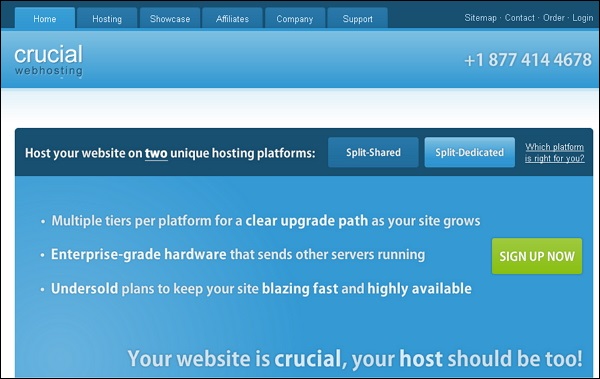 Home Hosting Showcase Affiliates Company Support Sitemap · Contact · Order · Login
crucial
webhosting
+1 877 414 4678
Host your website on two unique hosting platforms: Split-Shared Split-Dedicated Which platform
is right for you?
• Multiple tiers per platform for a clear upgrade path as your site grows
• Enterprise-grade hardware that sends other servers running
SIGN UP NOW
• Undersold plans to keep your site blazing fast and highly available
Your website is crucial, your host should be too!